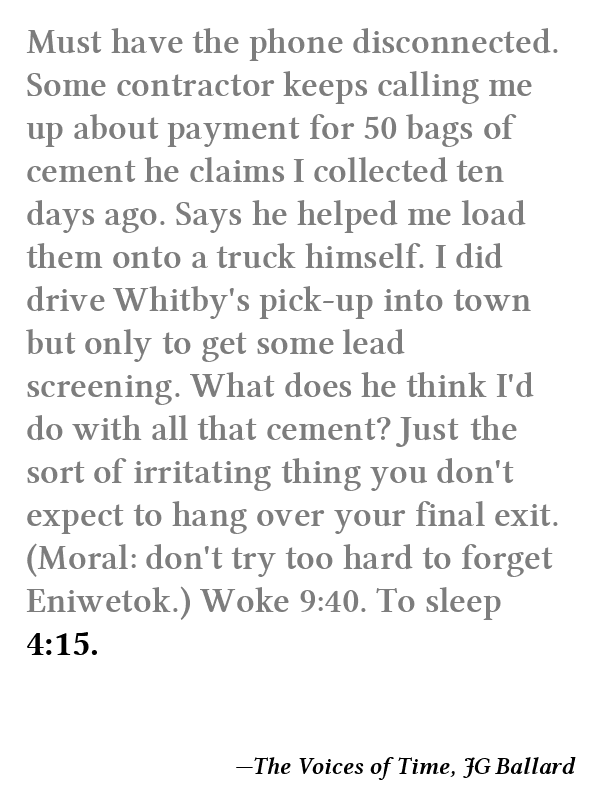 Must have the phone disconnected.
Some contractor keeps calling me
up about payment for 50 bags of
cement he claims I collected ten
days ago. Says he helped me load
them onto a truck himself. I did
drive Whitby's pick-up into town
but only to get some lead
screening. What does he think I'd
do with all that cement? Just the
sort of irritating thing you don't
expect to hang over your final exit.
(Moral: don't try too hard to forget
Eniwetok.) Woke 9:40. To sleep
4:15.
—The Voices of Time, JG Ballard